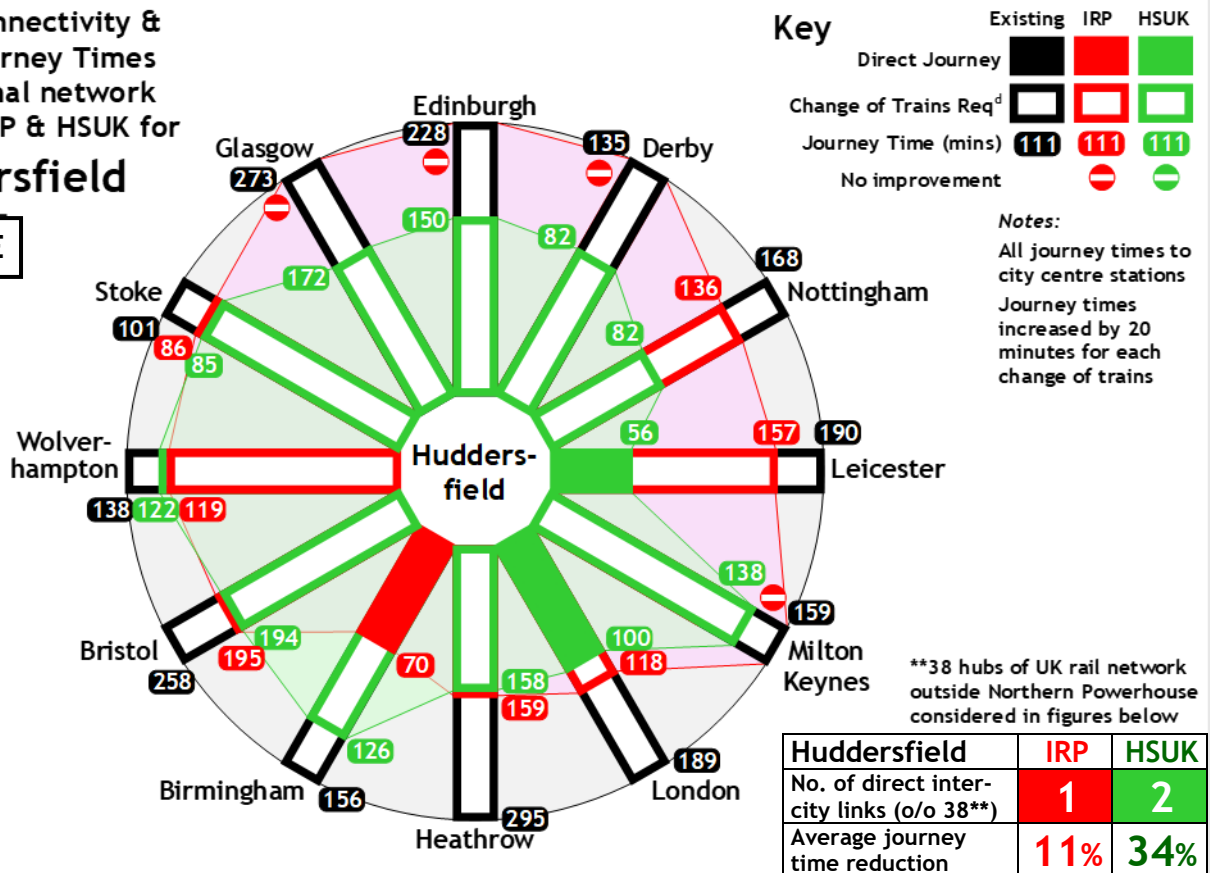 nnectivity &
rney Times
nal network
P & HSUK for
rsfield
Key
Existing IRP HSUK
Direct Journey
Change of Trains Reqᵈ
Journey Time (mins) 111 111 111
No improvement
Notes:
All journey times to
city centre stations
Journey times
increased by 20
minutes for each
change of trains
Edinburgh
228
150
Derby
135
82
Nottingham
168
136
82
Leicester
190
157
56
Milton
Keynes
159
138
London
189
118
100
Heathrow
295
159
158
Birmingham
156
126
70
Bristol
258
195
194
Wolver-
hampton
138 122 119
Stoke
101
86
85
Glasgow
273
172
Hudders-
field
**38 hubs of UK rail network
outside Northern Powerhouse
considered in figures below
Huddersfield IRP HSUK
No. of direct inter-
city links (o/o 38**) 1 2
Average journey
time reduction 11% 34%